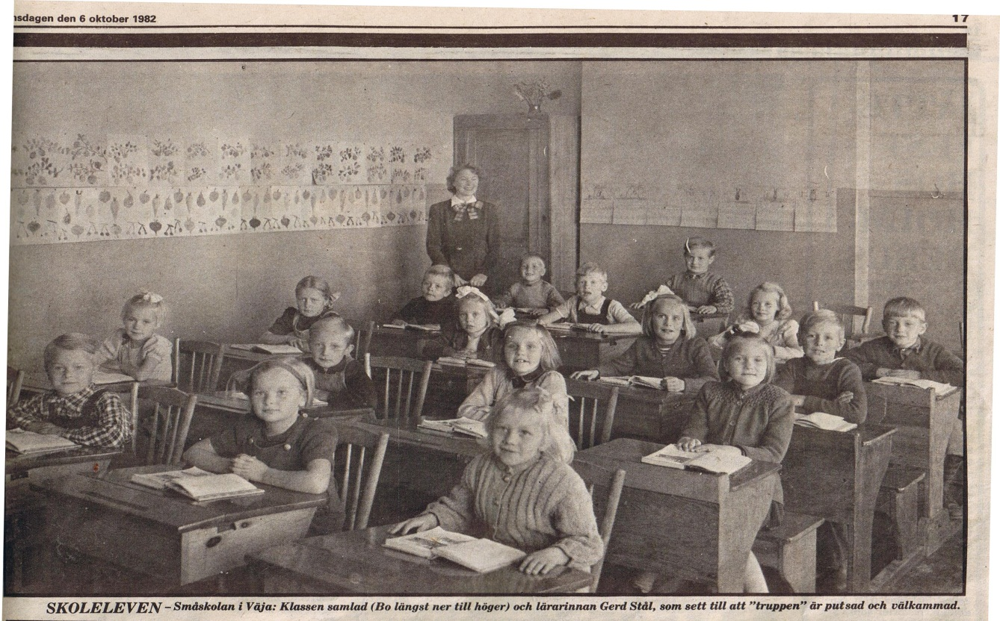 nsdagen den 6 oktober 1982
17
SKOLELEVEN – Småskolan i Väja: Klassen samlad (Bo längst ner till höger) och lärarinnan Gerd Stål, som sett till att ”truppen” är putsad och välkammad.